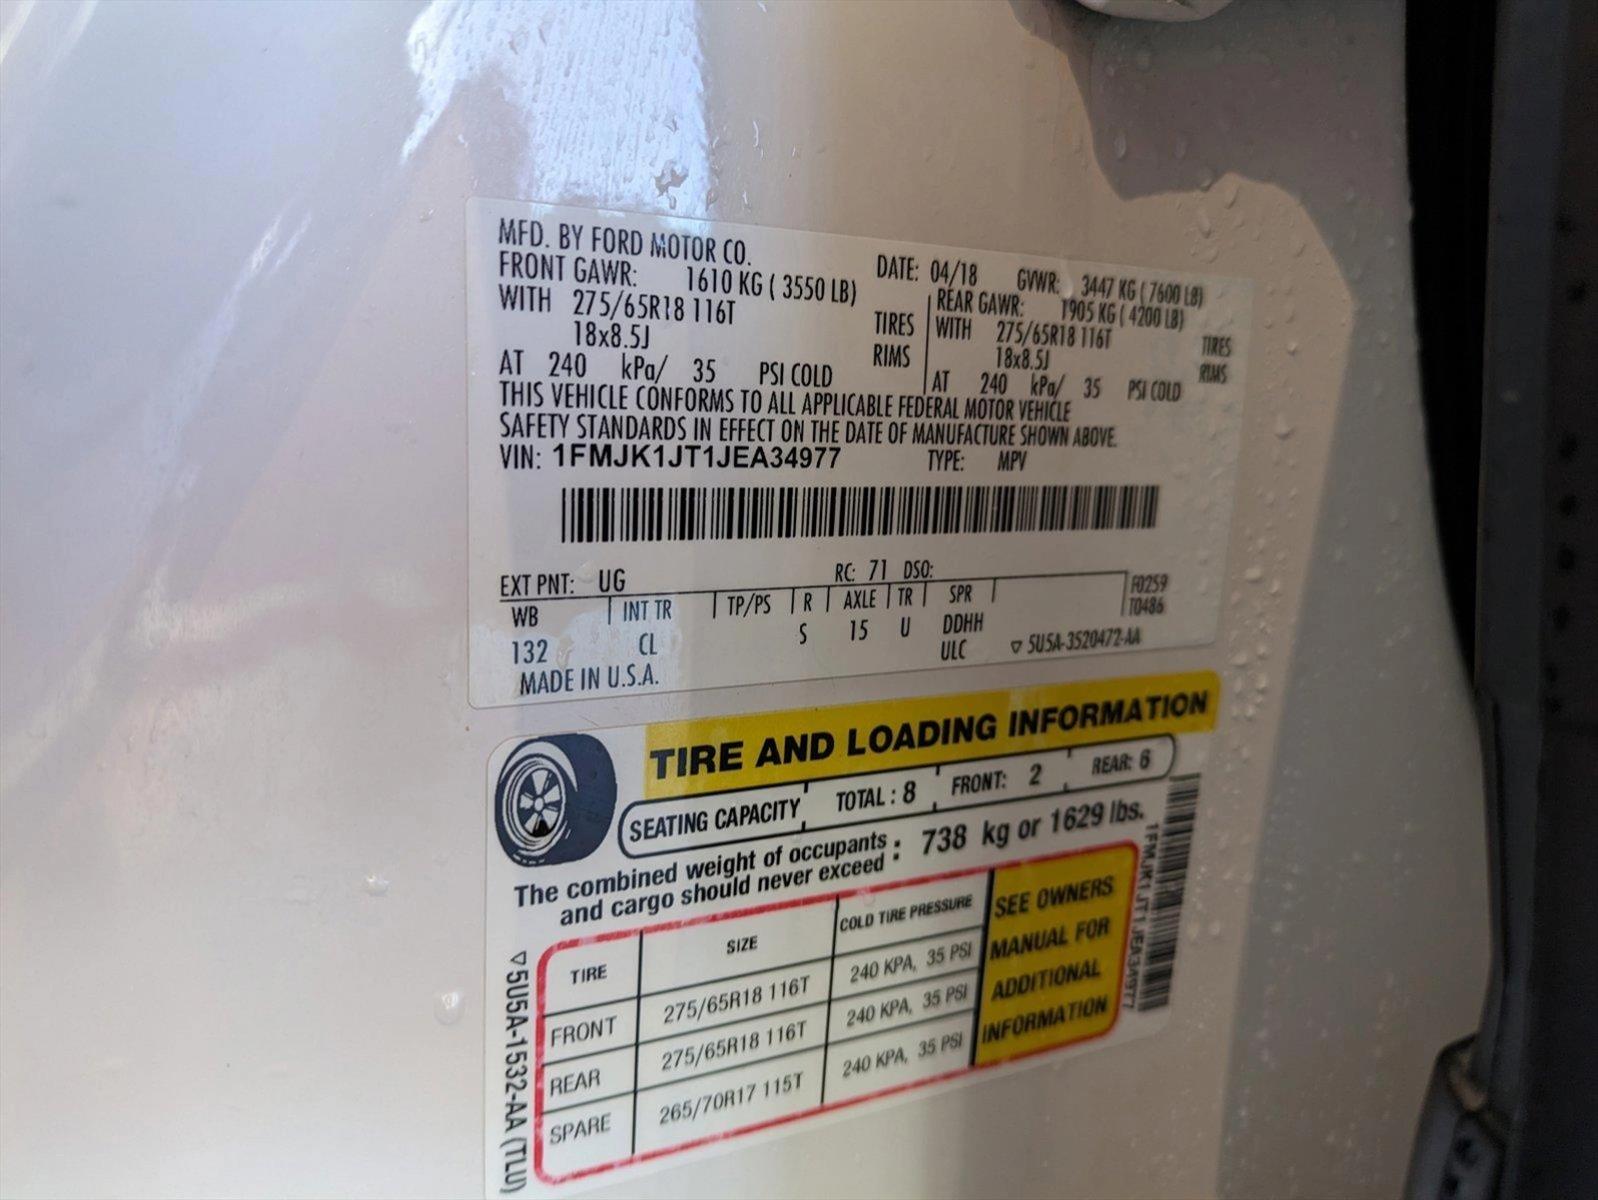 MFD. BY FORD MOTOR CO.
DATE: 04/18 GVWR: 3447 KG ( 7600 LB)
FRONT GAWR: 1610 KG ( 3550 LB)
REAR GAWR: 1905 KG ( 4200 LB)
WITH 275/65R18 116T TIRES
WITH 275/65R18 116T TIRES
18x8.5J RIMS
18x8.5J RIMS
AT 240 kPa/ 35 PSI COLD
AT 240 kPa/ 35 PSI COLD
THIS VEHICLE CONFORMS TO ALL APPLICABLE FEDERAL MOTOR VEHICLE
SAFETY STANDARDS IN EFFECT ON THE DATE OF MANUFACTURE SHOWN ABOVE.
VIN: 1FMJK1JT1JEA34977 TYPE: MPV
EXT PNT: UG RC: 71 DSO:
WB INT TR TP/PS R AXLE TR SPR F0259
T0486
132 CL S 15 U DDHH
ULC ▽ 5U5A-3520472-AA
MADE IN U.S.A.
TIRE AND LOADING INFORMATION
SEATING CAPACITY TOTAL : 8 FRONT: 2 REAR: 6
The combined weight of occupants
and cargo should never exceed : 738 kg or 1629 lbs.
TIRE SIZE COLD TIRE PRESSURE
FRONT 275/65R18 116T 240 KPA, 35 PSI
REAR 275/65R18 116T 240 KPA, 35 PSI
SPARE 265/70R17 115T 240 KPA, 35 PSI
SEE OWNERS
MANUAL FOR
ADDITIONAL
INFORMATION
1FMJK1JT1JEA34977
▽5U5A-1532-AA (TLU)